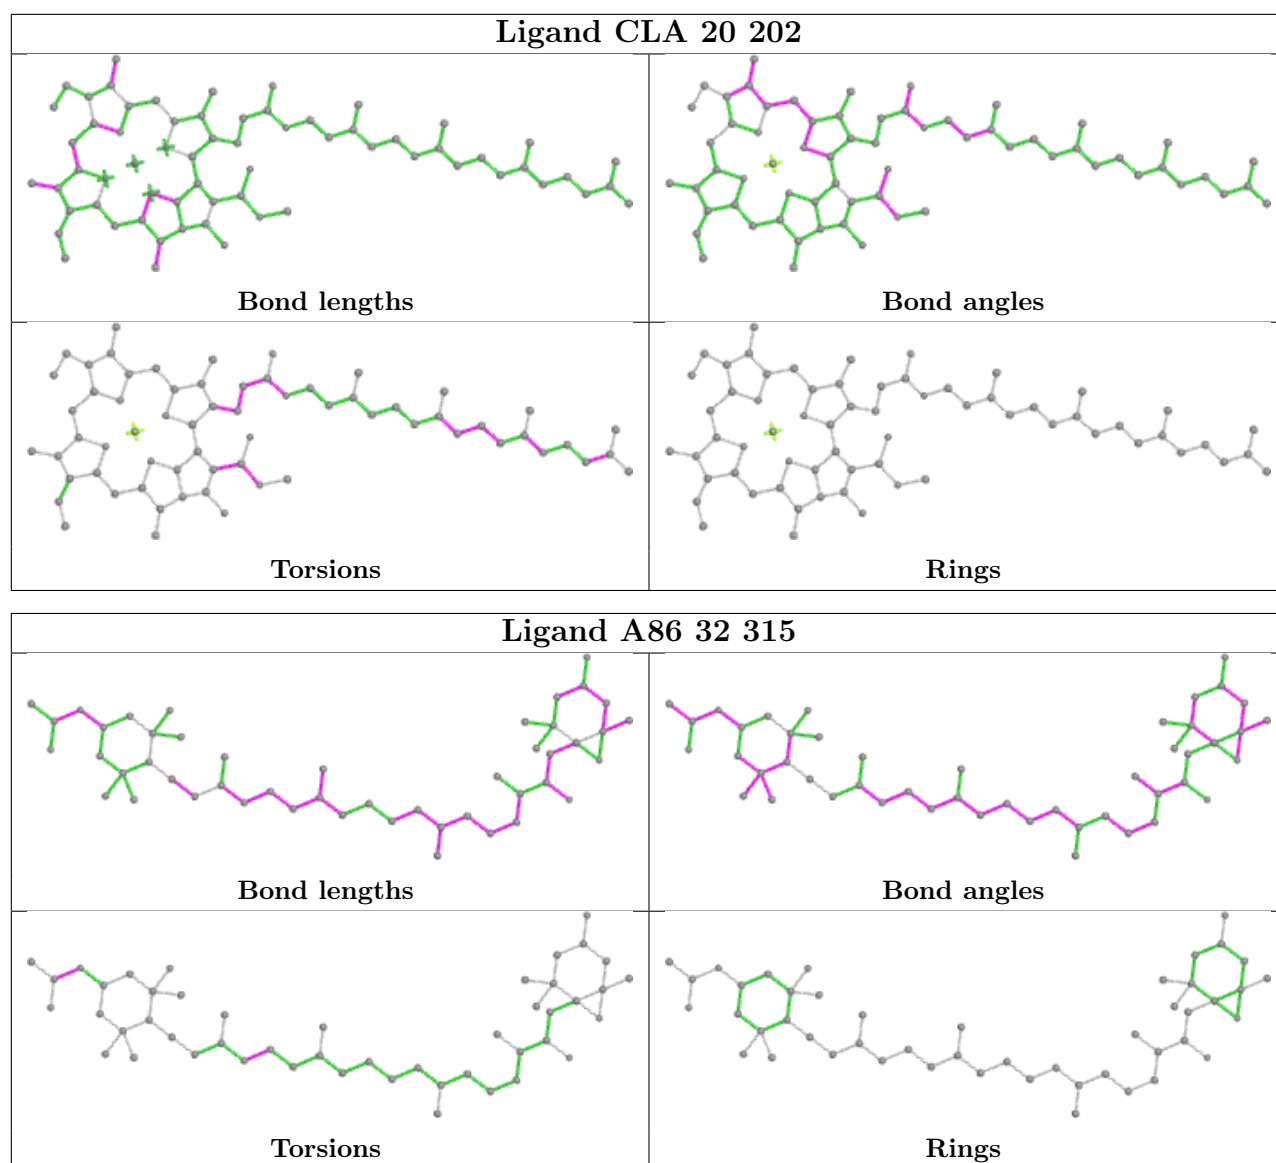 Ligand CLA 20 202
Bond lengths
Bond angles
Torsions
Rings
Ligand A86 32 315
Bond lengths
Bond angles
Torsions
Rings